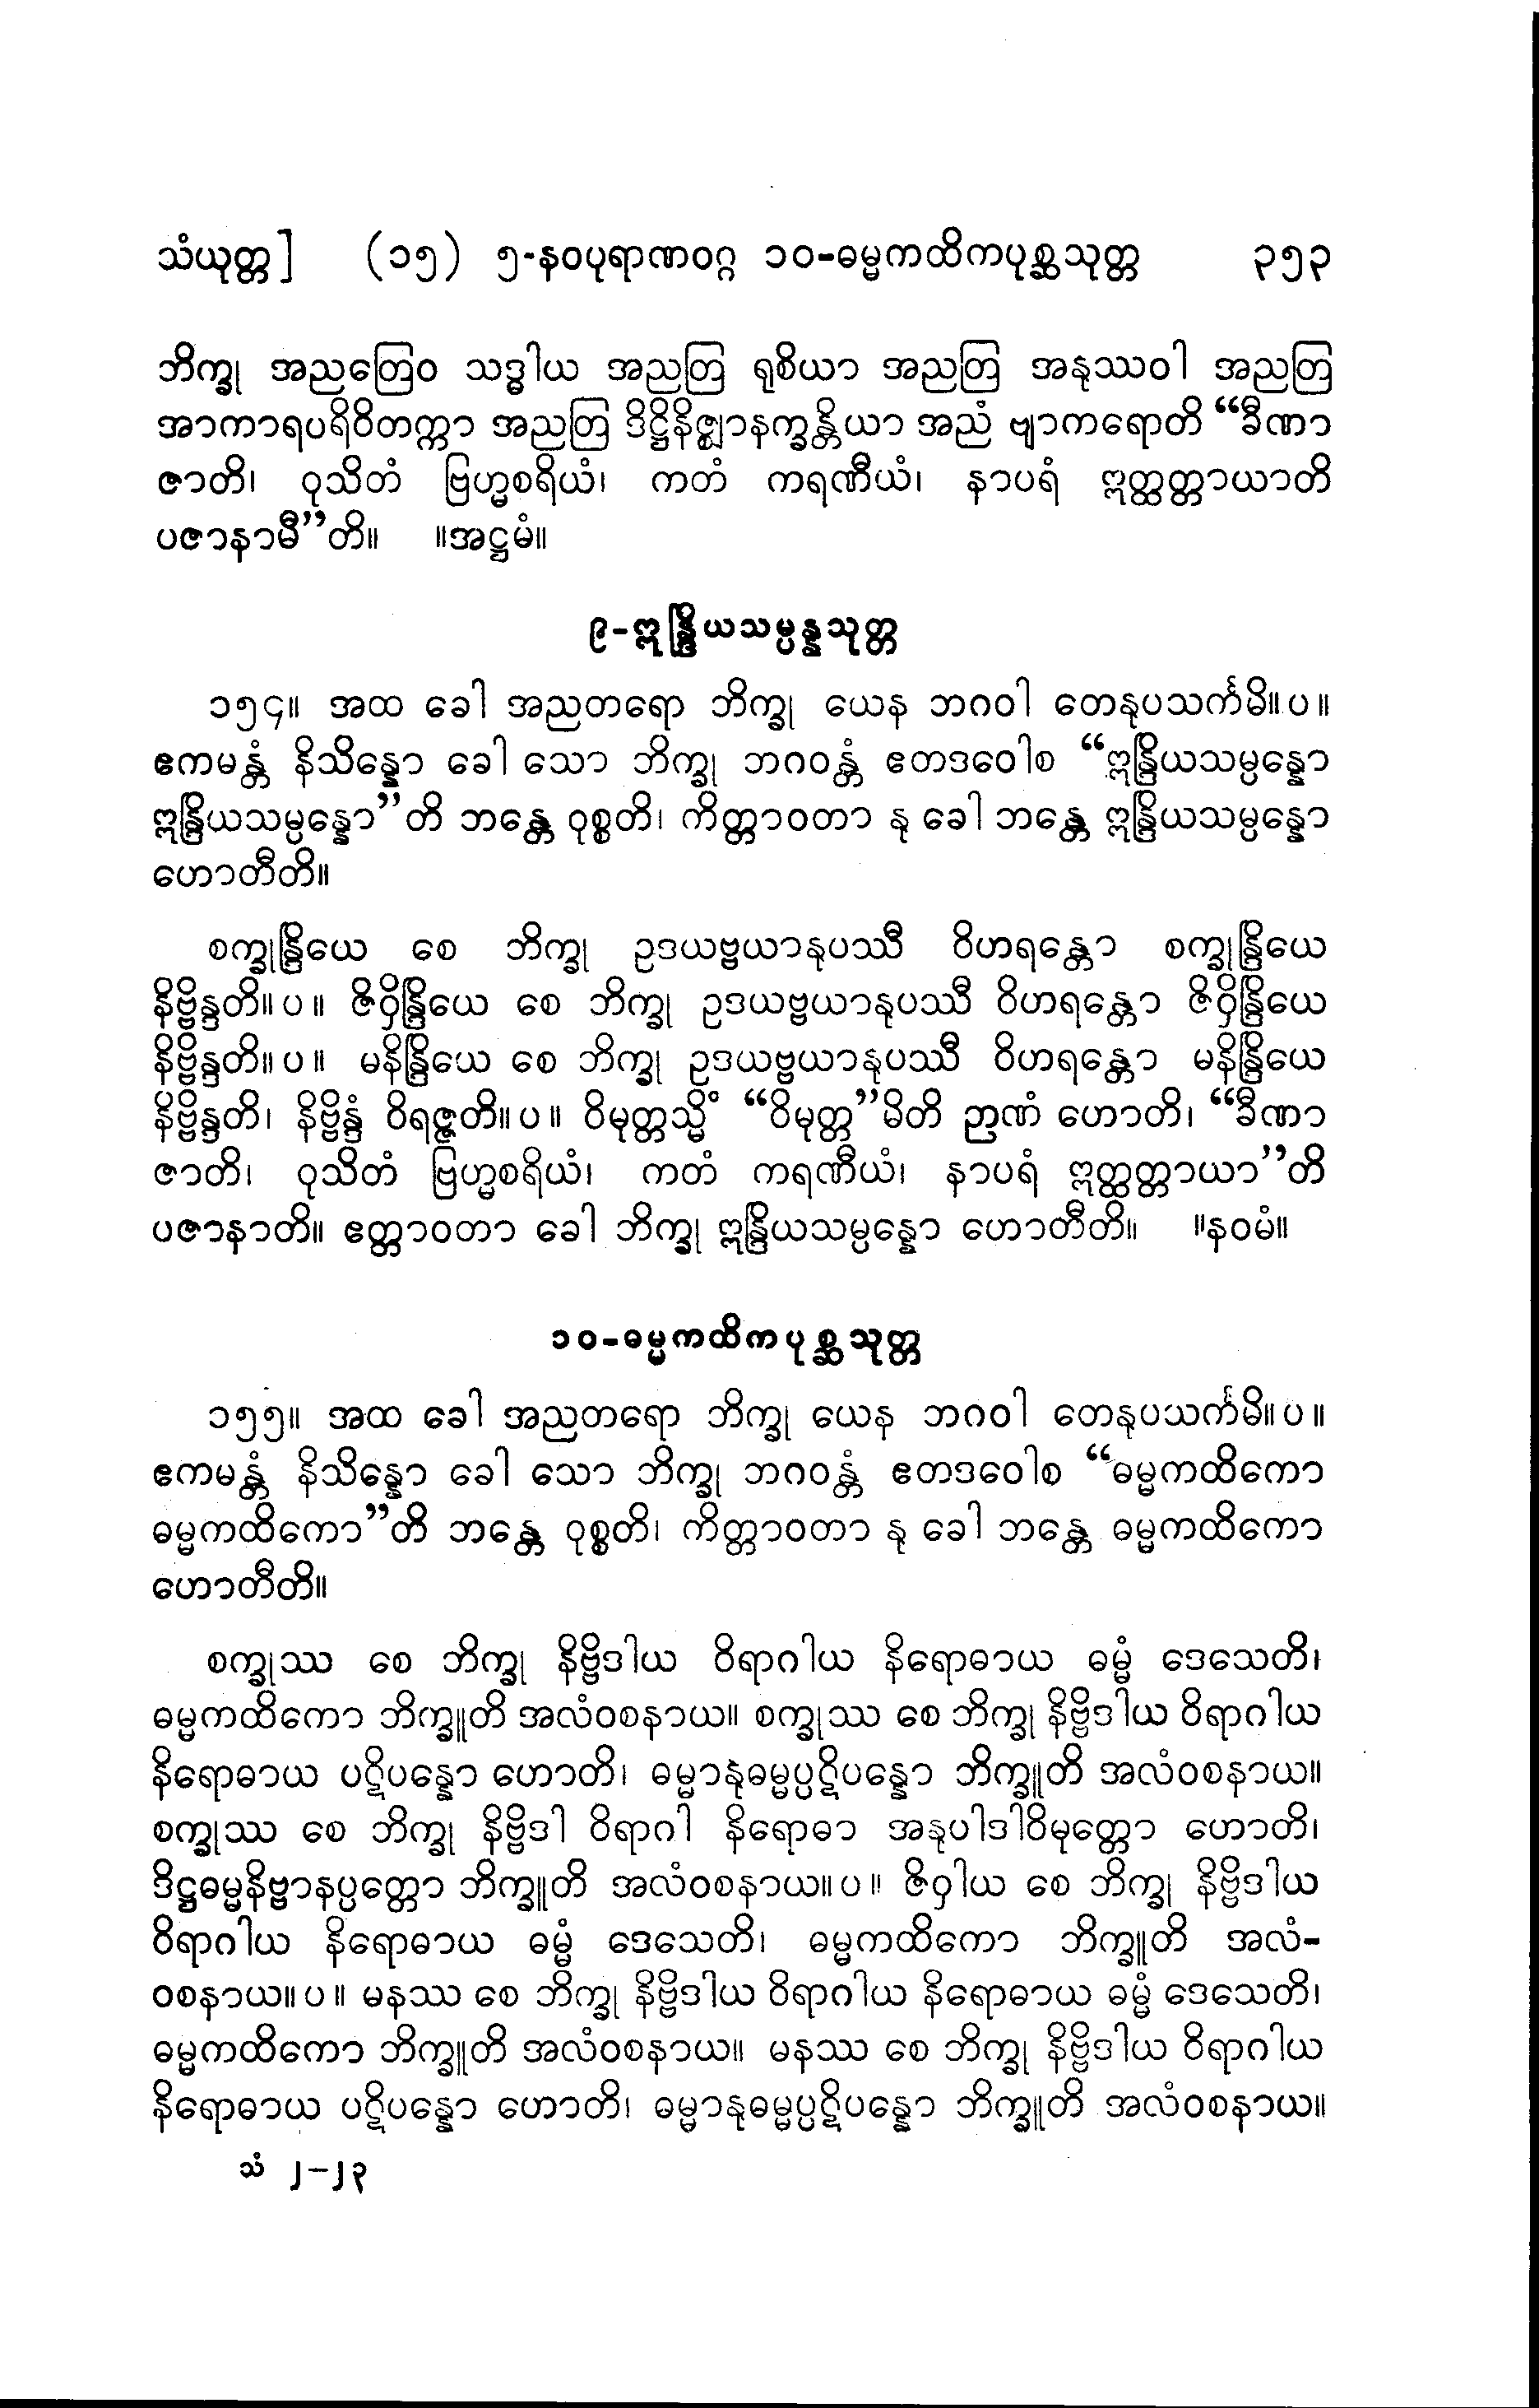 သံယုတ္တ] (၁၅) ၅-နဝပုရာဏဝဂ္ဂ ၁၀-ဓမ္မကထိကပုစ္ဆသုတ္တ ၃၅၃
ဘိက္ခု အညတြေဝ သဒ္ဓါယ အညတြ ရုစိယာ အညတြ အနုဿဝါ အညတြ
အာကာရပရိဝိတက္ကာ အညတြ ဒိဋ္ဌိနိဇ္ဈာနက္ခန္တိယာ အညံ ဗျာကရောတိ “ခီဏာ
ဇာတိ၊ ဝုသိတံ ဗြဟ္မစရိယံ၊ ကတံ ကရဏီယံ၊ နာပရံ ဣတ္ထတ္တာယာတိ
ပဇာနာမီ”တိ။ ။အဋ္ဌမံ။
၉-ဣန္ဒြိယသမ္ပန္နသုတ္တ
၁၅၄။ အထ ခေါ အညတရော ဘိက္ခု ယေန ဘဂဝါ တေနုပသင်္ကမိ။ပ။
ဧကမန္တံ နိသိန္နော ခေါ သော ဘိက္ခု ဘဂဝန္တံ ဧတဒဝေါစ “ဣန္ဒြိယသမ္ပန္နော
ဣန္ဒြိယသမ္ပန္နော”တိ ဘန္တေ ဝုစ္စတိ၊ ကိတ္တာဝတာ နု ခေါ ဘန္တေ ဣန္ဒြိယသမ္ပန္နော
ဟောတီတိ။
စက္ခုန္ဒြိယေ စေ ဘိက္ခု ဥဒယဗ္ဗယာနုပဿီ ဝိဟရန္တော စက္ခုန္ဒြိယေ
နိဗ္ဗိန္ဒတိ။ပ။ ဇိဝှိန္ဒြိယေ စေ ဘိက္ခု ဥဒယဗ္ဗယာနုပဿီ ဝိဟရန္တော ဇိဝှိန္ဒြိယေ
နိဗ္ဗိန္ဒတိ။ပ။ မနိန္ဒြိယေ စေ ဘိက္ခု ဥဒယဗ္ဗယာနုပဿီ ဝိဟရန္တော မနိန္ဒြိယေ
နိဗ္ဗိန္ဒတိ၊ နိဗ္ဗိန္ဒံ ဝိရဇ္ဇတိ။ပ။ ဝိမုတ္တသ္မိံ “ဝိမုတ္တ”မိတိ ဉာဏံ ဟောတိ၊ “ခီဏာ
ဇာတိ၊ ဝုသိတံ ဗြဟ္မစရိယံ၊ ကတံ ကရဏီယံ၊ နာပရံ ဣတ္ထတ္တာယာ”တိ
ပဇာနာတိ။ ဧတ္တာဝတာ ခေါ ဘိက္ခု ဣန္ဒြိယသမ္ပန္နော ဟောတီတိ။ ။နဝမံ။
၁၀-ဓမ္မကထိကပုစ္ဆသုတ္တ
၁၅၅။ အထ ခေါ အညတရော ဘိက္ခု ယေန ဘဂဝါ တေနုပသင်္ကမိ။ပ။
ဧကမန္တံ နိသိန္နော ခေါ သော ဘိက္ခု ဘဂဝန္တံ ဧတဒဝေါစ “ဓမ္မကထိကော
ဓမ္မကထိကော”တိ ဘန္တေ ဝုစ္စတိ၊ ကိတ္တာဝတာ နု ခေါ ဘန္တေ ဓမ္မကထိကော
ဟောတီတိ။
စက္ခုဿ စေ ဘိက္ခု နိဗ္ဗိဒါယ ဝိရာဂါယ နိရောဓာယ ဓမ္မံ ဒေသေတိ၊
ဓမ္မကထိကော ဘိက္ခူတိ အလံဝစနာယ။ စက္ခုဿ စေ ဘိက္ခု နိဗ္ဗိဒါယ ဝိရာဂါယ
နိရောဓာယ ပဋိပန္နော ဟောတိ၊ ဓမ္မာနုဓမ္မပ္ပဋိပန္နော ဘိက္ခူတိ အလံဝစနာယ။
စက္ခုဿ စေ ဘိက္ခု နိဗ္ဗိဒါ ဝိရာဂါ နိရောဓာ အနုပါဒါဝိမုတ္တော ဟောတိ၊
ဒိဋ္ဌဓမ္မနိဗ္ဗာနပ္ပတ္တော ဘိက္ခူတိ အလံဝစနာယ။ပ။ ဇိဝှါယ စေ ဘိက္ခု နိဗ္ဗိဒါယ
ဝိရာဂါယ နိရောဓာယ ဓမ္မံ ဒေသေတိ၊ ဓမ္မကထိကော ဘိက္ခူတိ အလံ-
ဝစနာယ။ပ။ မနဿ စေ ဘိက္ခု နိဗ္ဗိဒါယ ဝိရာဂါယ နိရောဓာယ ဓမ္မံ ဒေသေတိ၊
ဓမ္မကထိကော ဘိက္ခူတိ အလံဝစနာယ။ မနဿ စေ ဘိက္ခု နိဗ္ဗိဒါယ ဝိရာဂါယ
နိရောဓာယ ပဋိပန္နော ဟောတိ၊ ဓမ္မာနုဓမ္မပ္ပဋိပန္နော ဘိက္ခူတိ အလံဝစနာယ။
သံ ၂-၂၃